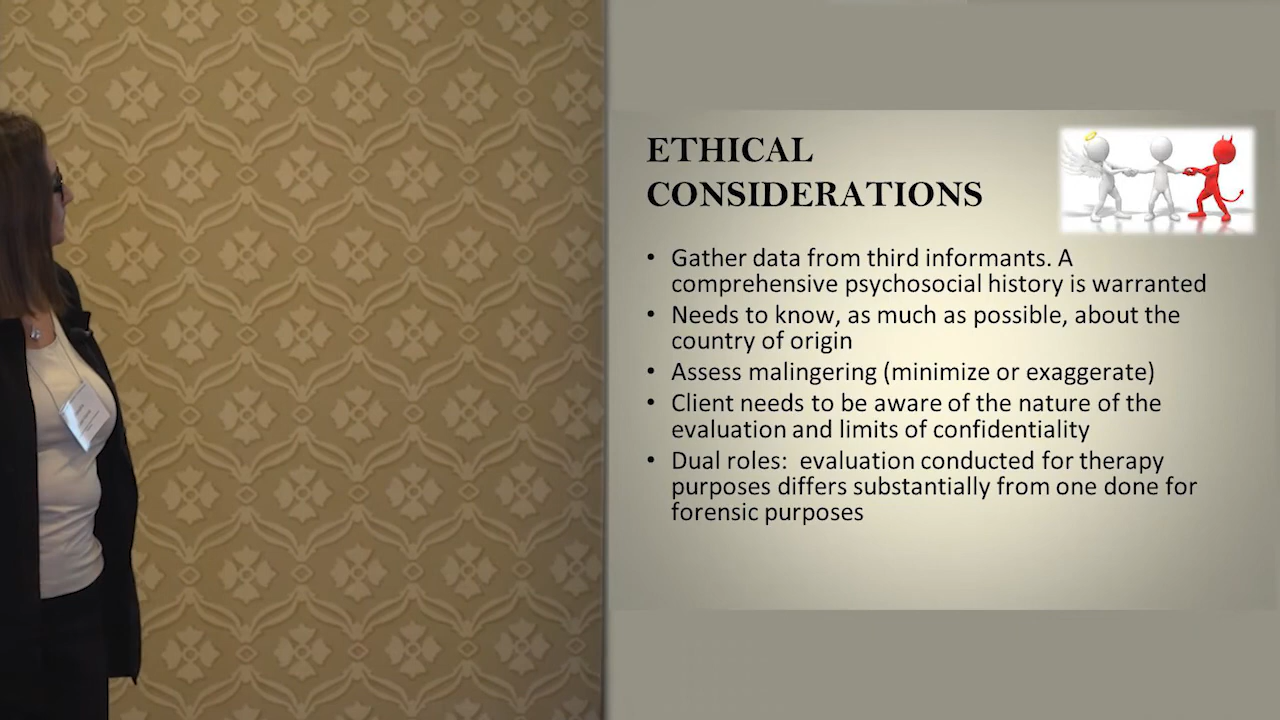 ETHICAL
CONSIDERATIONS
• Gather data from third informants. A
comprehensive psychosocial history is warranted
• Needs to know, as much as possible, about the
country of origin
• Assess malingering (minimize or exaggerate)
• Client needs to be aware of the nature of the
evaluation and limits of confidentiality
• Dual roles:  evaluation conducted for therapy
purposes differs substantially from one done for
forensic purposes